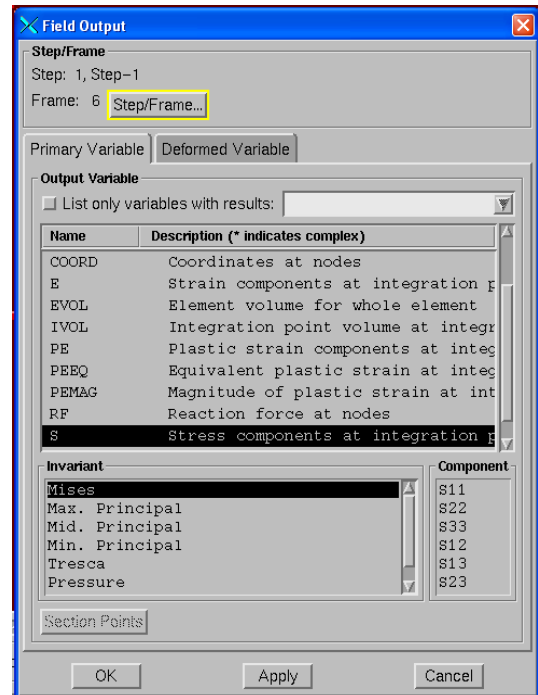 Field Output
Step/Frame
Step: 1, Step-1
Frame: 6 Step/Frame...
Primary Variable Deformed Variable
Output Variable
List only variables with results:
Name Description (* indicates complex)
COORD Coordinates at nodes
E Strain components at integration p
EVOL Element volume for whole element
IVOL Integration point volume at integr
PE Plastic strain components at integ
PEEQ Equivalent plastic strain at integ
PEMAG Magnitude of plastic strain at int
RF Reaction force at nodes
S Stress components at integration p
Invariant Component
Mises S11
Max. Principal S22
Mid. Principal S33
Min. Principal S12
Tresca S13
Pressure S23
Section Points
OK Apply Cancel